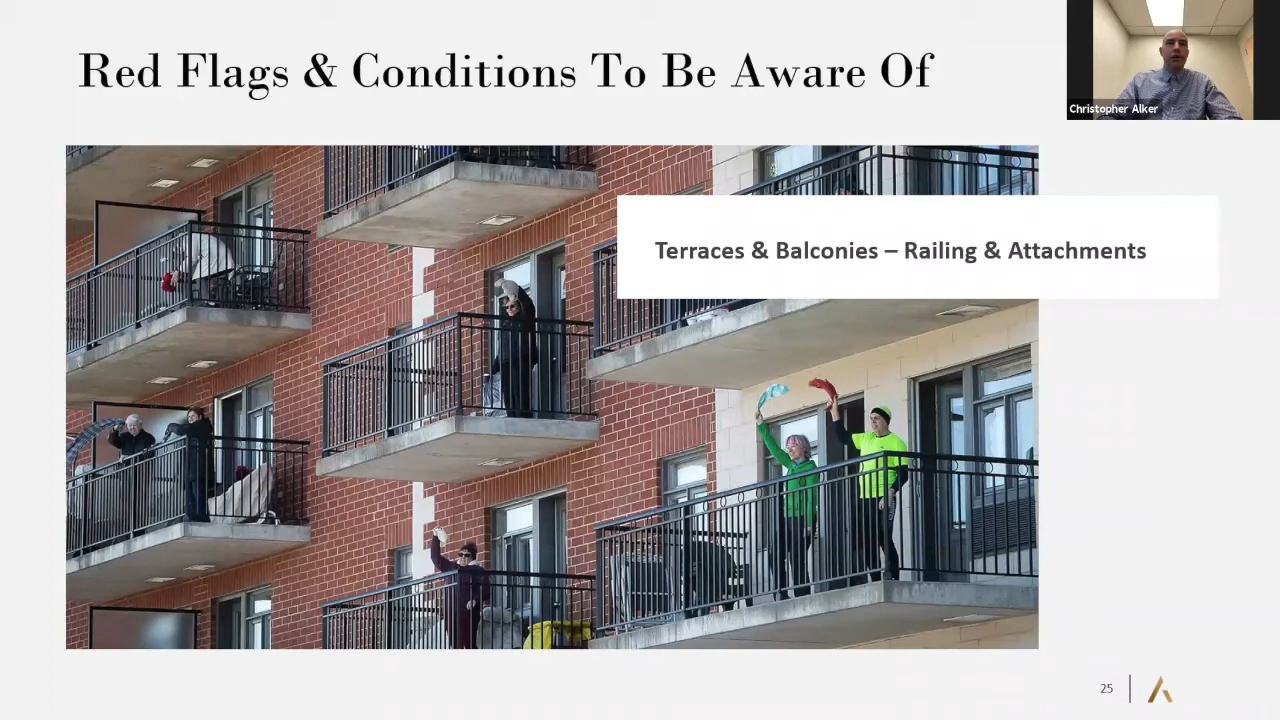 Red Flags & Conditions To Be Aware Of
Christopher Alker
Terraces & Balconies – Railing & Attachments
25